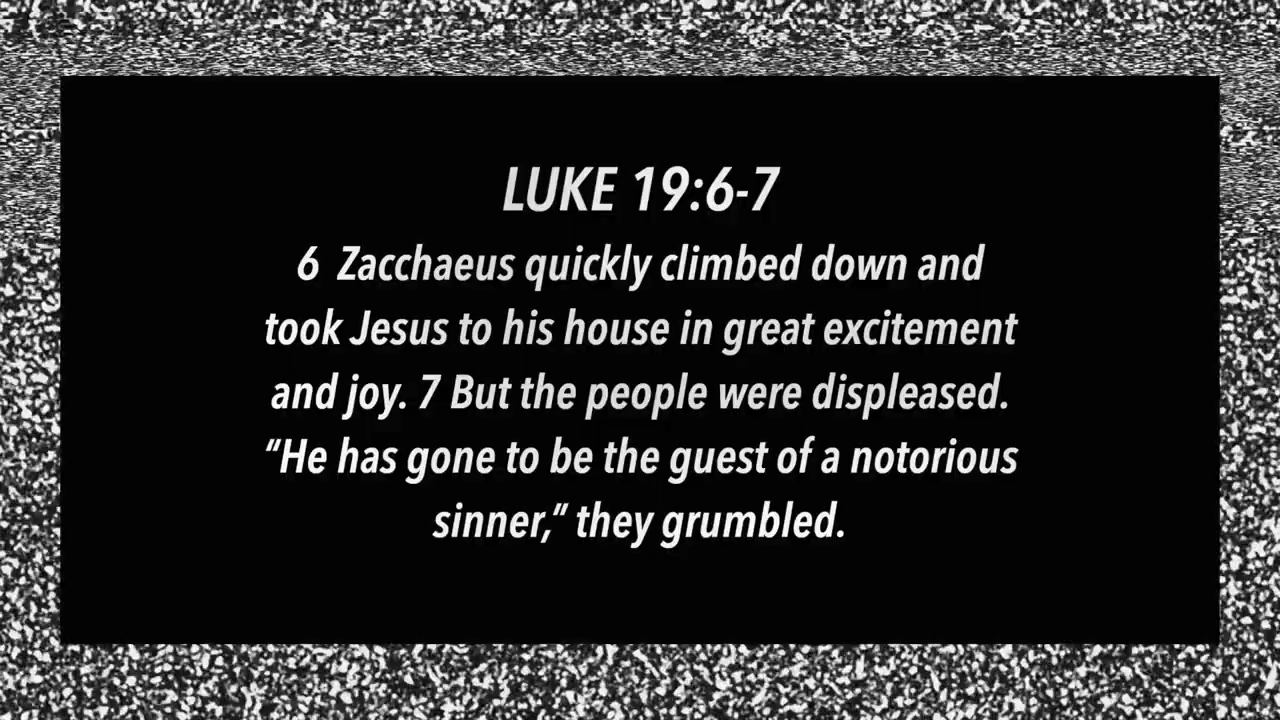 LUKE 19:6-7
6 Zacchaeus quickly climbed down and
took Jesus to his house in great excitement
and joy. 7 But the people were displeased.
“He has gone to be the guest of a notorious
sinner,” they grumbled.